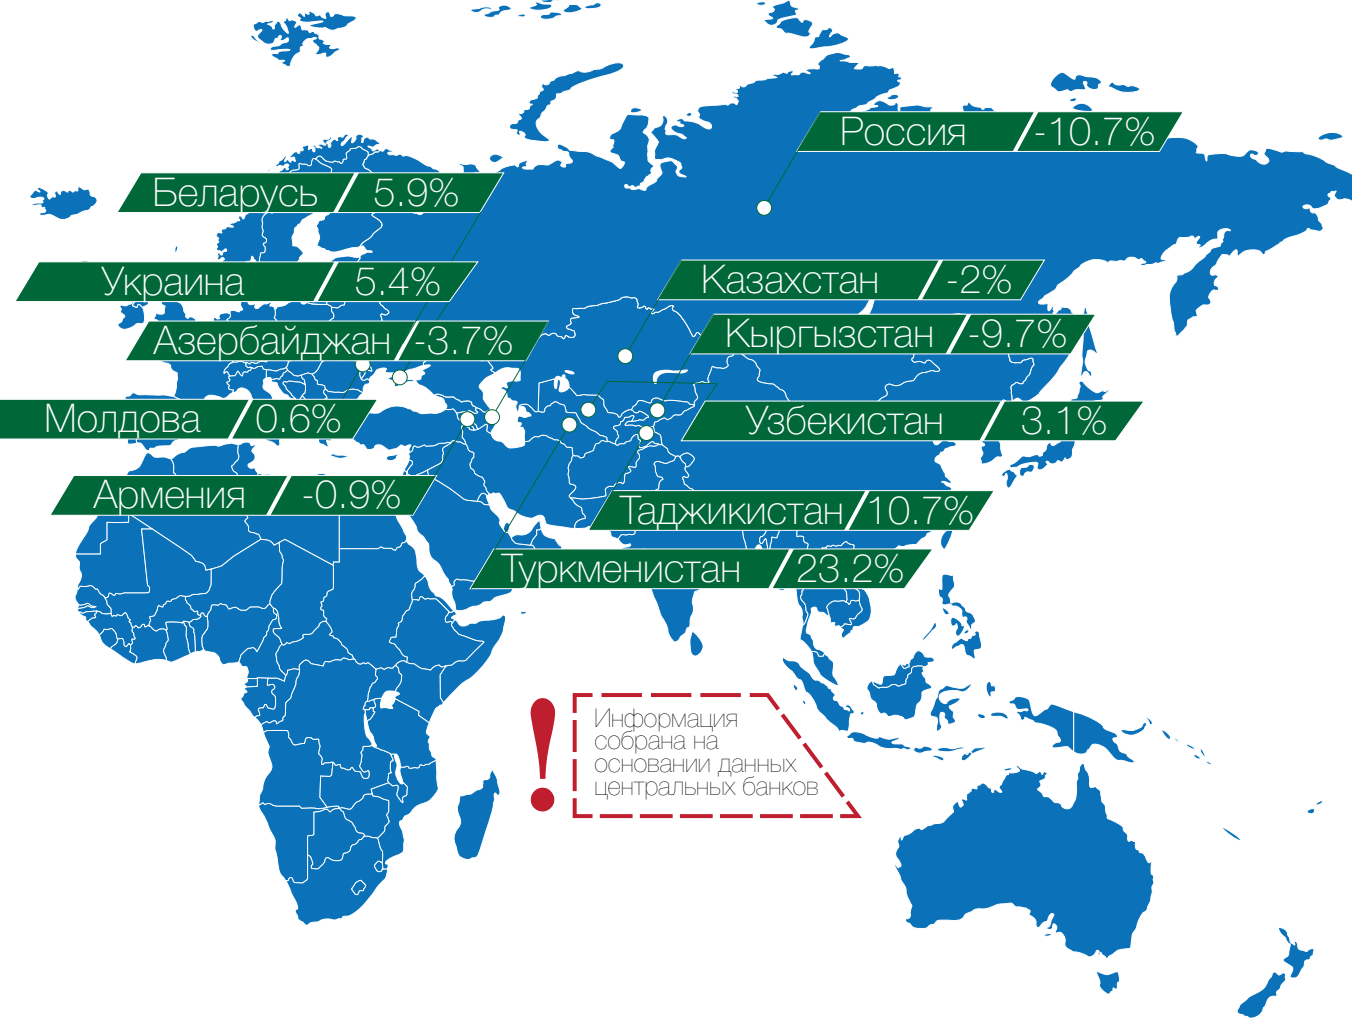 Россия -10.7%
Беларусь 5.9%
Украина 5.4%
Казахстан -2%
Азербайджан -3.7%
Кыргызстан -9.7%
Молдова 0.6%
Узбекистан 3.1%
Армения -0.9%
Таджикистан 10.7%
Туркменистан 23.2%
Информация
собрана на
основании данных
центральных банков